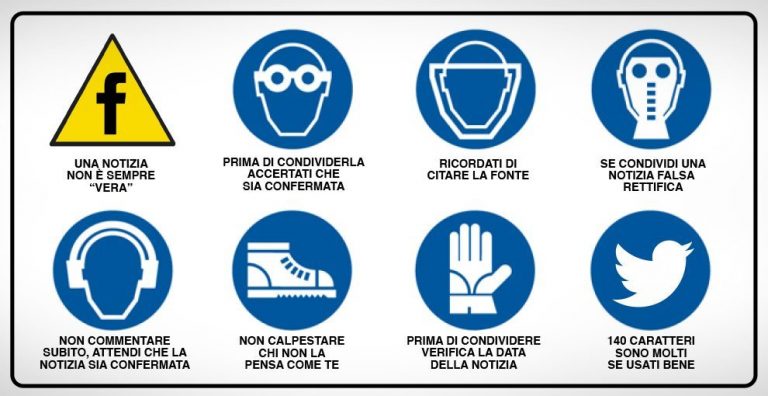 f
UNA NOTIZIA
NON È SEMPRE
“VERA”
PRIMA DI CONDIVIDERLA
ACCERTATI CHE
SIA CONFERMATA
RICORDATI DI
CITARE LA FONTE
SE CONDIVIDI UNA
NOTIZIA FALSA
RETTIFICA
NON COMMENTARE
SUBITO, ATTENDI CHE LA
NOTIZIA SIA CONFERMATA
NON CALPESTARE
CHI NON LA
PENSA COME TE
PRIMA DI CONDIVIDERE
VERIFICA LA DATA
DELLA NOTIZIA
140 CARATTERI
SONO MOLTI
SE USATI BENE